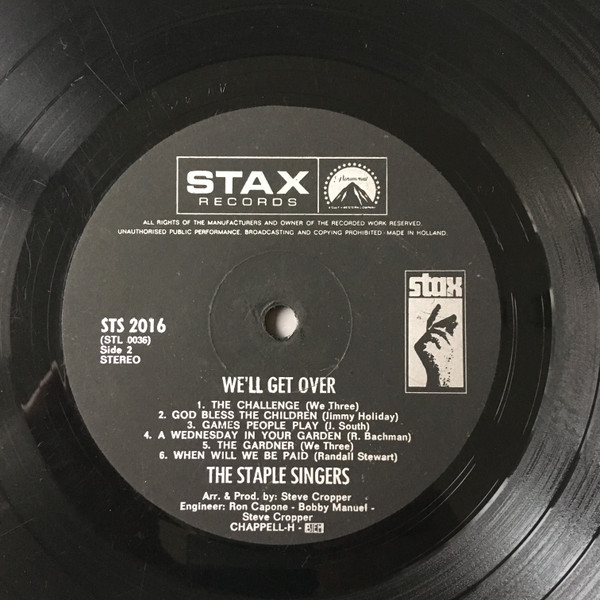 STAX
RECORDS
Paramount
ALL RIGHTS OF THE MANUFACTURERS AND OWNER OF THE RECORDED WORK RESERVED.
UNAUTHORISED PUBLIC PERFORMANCE, BROADCASTING AND COPYING PROHIBITED·MADE IN HOLLAND.
stax
STS 2016
(STL 0036)
Side 2
STEREO
WE'LL GET OVER
1. THE CHALLENGE (We Three)
2. GOD BLESS THE CHILDREN (Jimmy Holiday)
3. GAMES PEOPLE PLAY (J. South)
4. A WEDNESDAY IN YOUR GARDEN (R. Bachman)
5. THE GARDNER (We Three)
6. WHEN WILL WE BE PAID (Randall Stewart)
THE STAPLE SINGERS
Arr. & Prod. by: Steve Cropper
Engineer: Ron Capone - Bobby Manuel -
Steve Cropper
CHAPPELL-H - BIEM